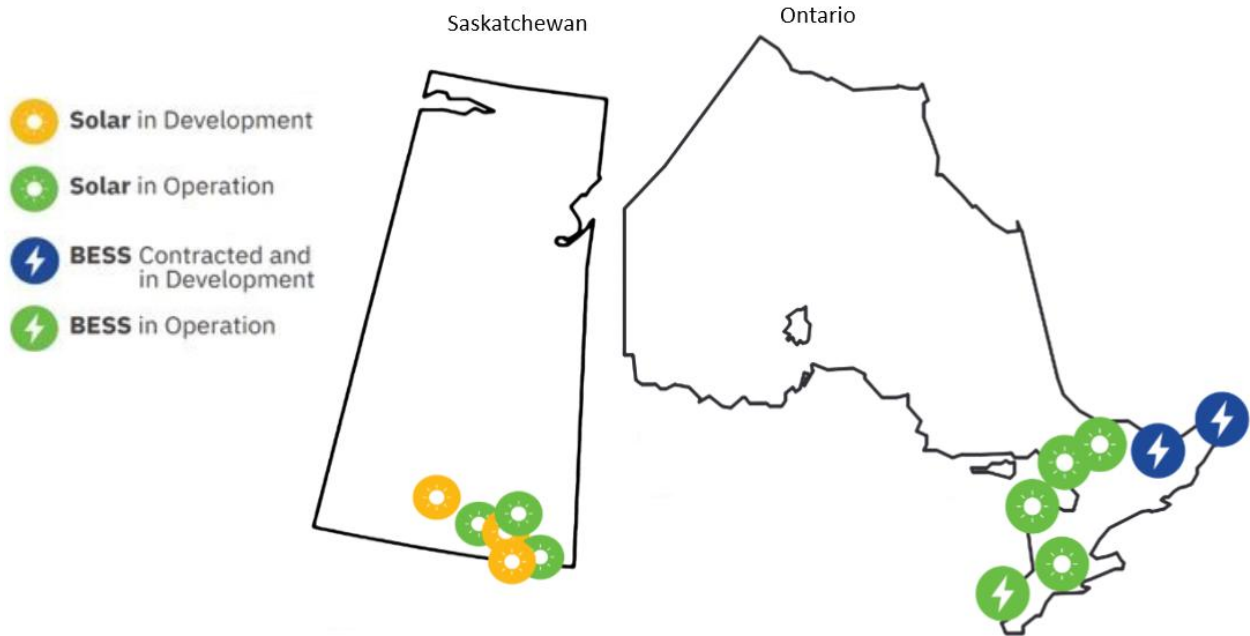 Saskatchewan
Ontario
Solar in Development
Solar in Operation
BESS Contracted and
in Development
BESS in Operation